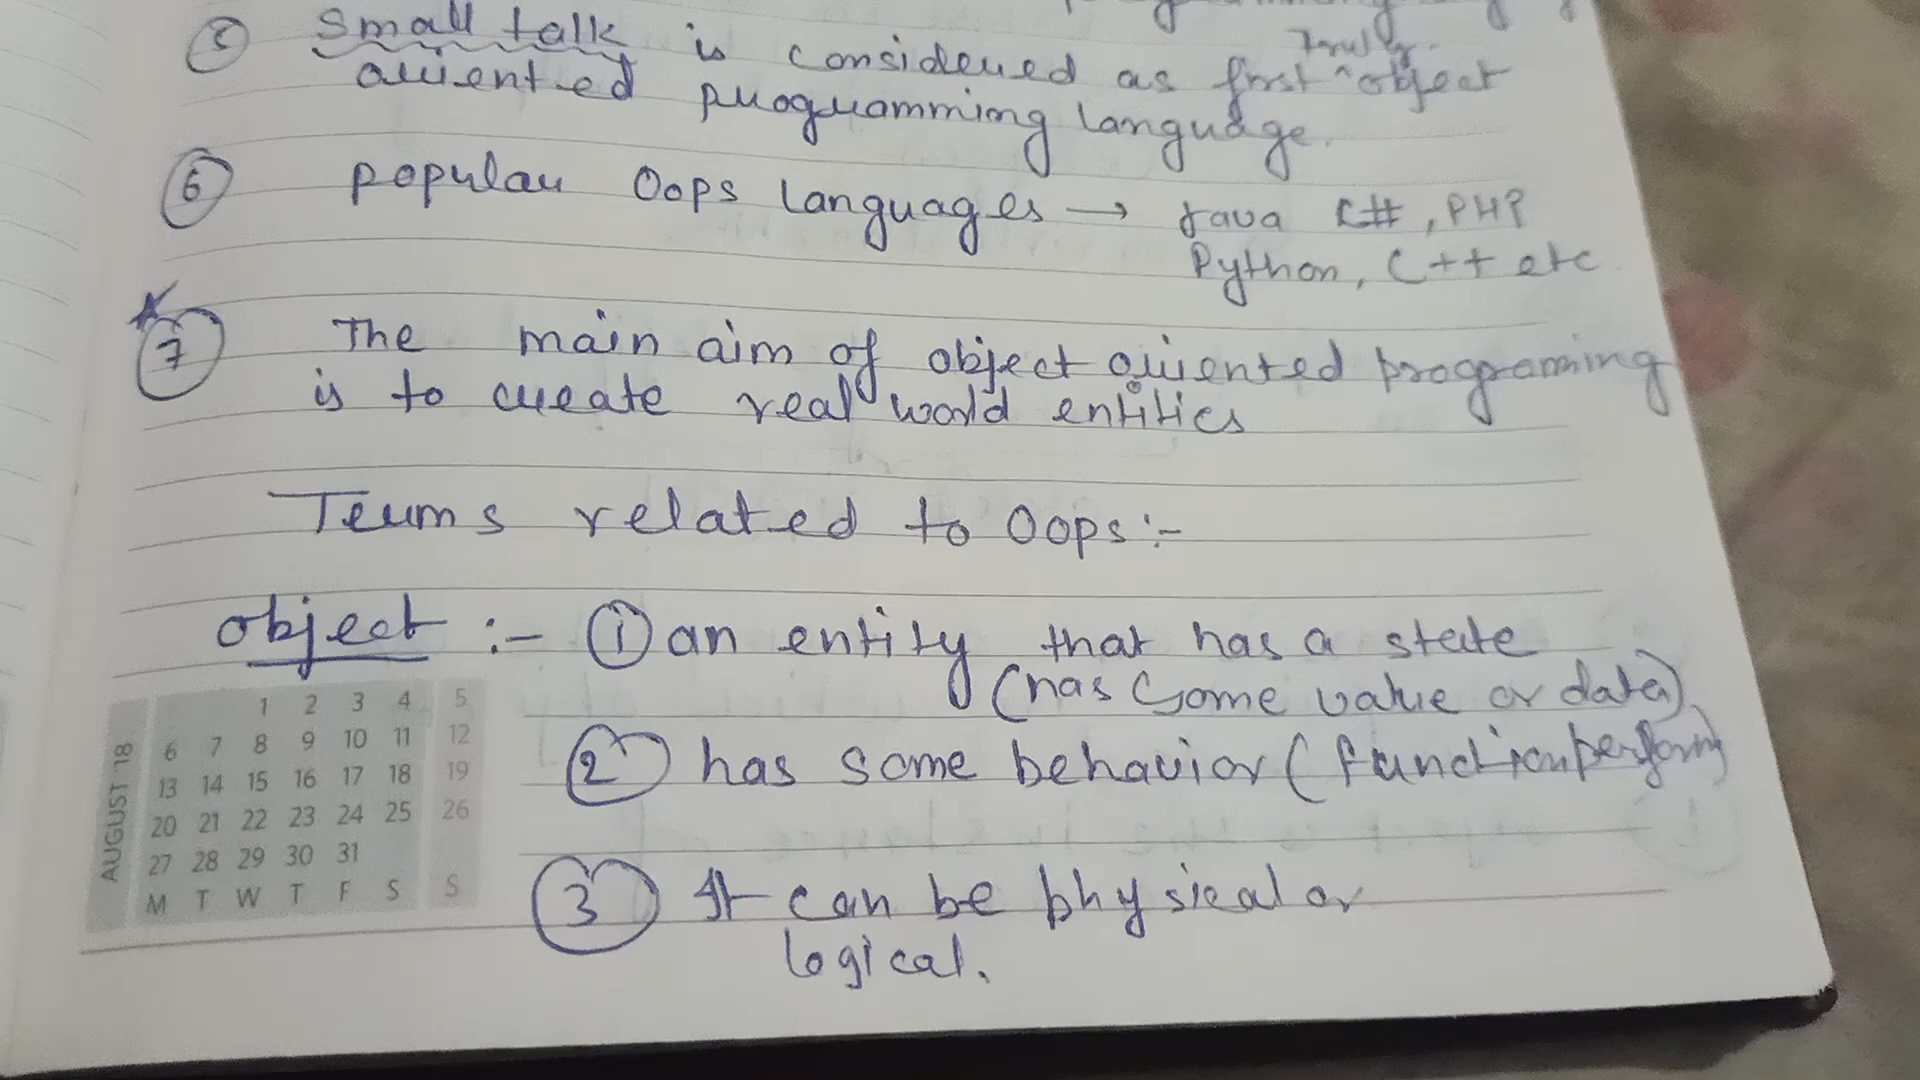 ⑤ Small talk is considered as first ^truly object
oriented programming language.
⑥ Popular Oops languages → Java C#, PHP
Python, C++ etc
⑦ The main aim of object oriented programing
is to create real world entities
Terms related to Oops:-
object :- ① an entity that has a state
(has some value or data)
② has some behavior (function perform)
③ It can be physical or
logical.
AUGUST '18
1 2 3 4 5
6 7 8 9 10 11 12
13 14 15 16 17 18 19
20 21 22 23 24 25 26
27 28 29 30 31
M T W T F S S